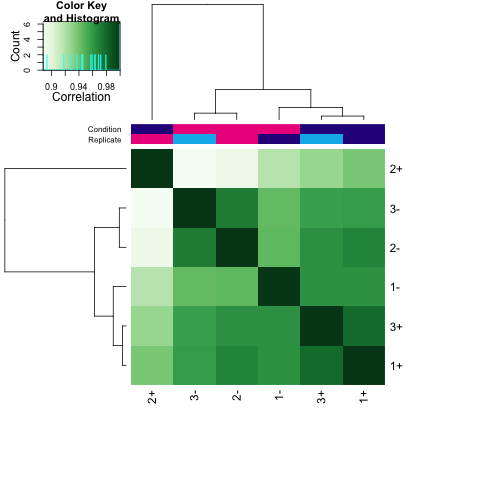 Color Key
and Histogram
Count
0 2 4 6
0.9 0.94 0.98
Correlation
Condition
Replicate
2+
3-
2-
1-
3+
1+
2+ 3- 2- 1- 3+ 1+